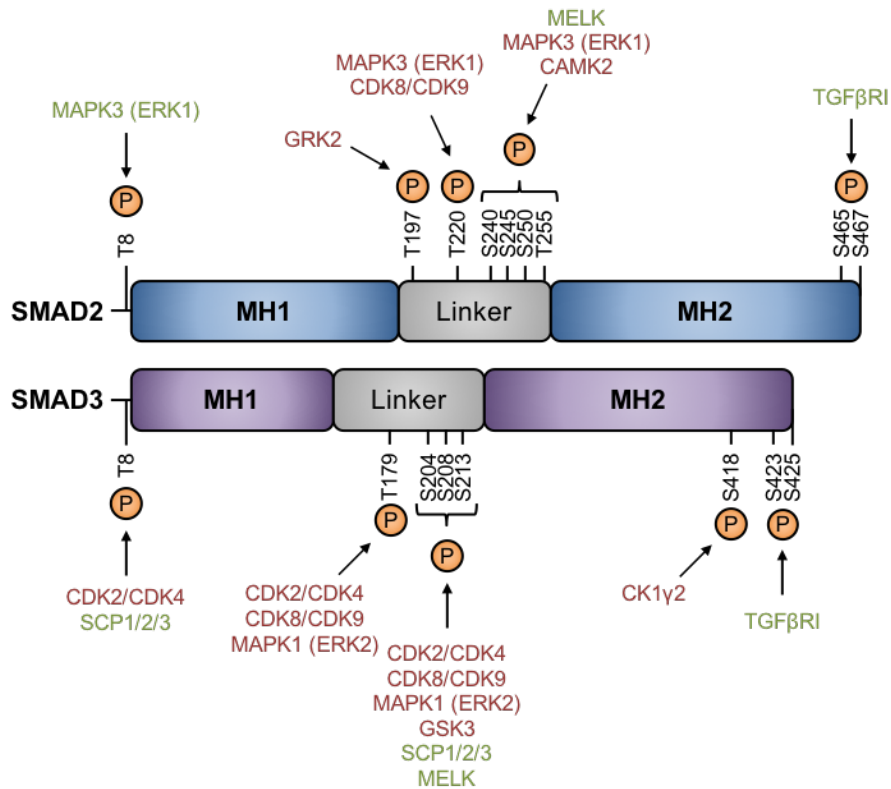 MELK
MAPK3 (ERK1)
CAMK2
MAPK3 (ERK1)
CDK8/CDK9
TGFβRI
MAPK3 (ERK1)
GRK2
P
P
P
P
P
T8
T197
T220
S240
S245
S250
T255
S465
S467
SMAD2
MH1
Linker
MH2
SMAD3
MH1
Linker
MH2
T8
T179
S204
S208
S213
S418
S423
S425
P
P
P
P
P
CDK2/CDK4
SCP1/2/3
CDK2/CDK4
CDK8/CDK9
MAPK1 (ERK2)
CK1γ2
TGFβRI
CDK2/CDK4
CDK8/CDK9
MAPK1 (ERK2)
GSK3
SCP1/2/3
MELK